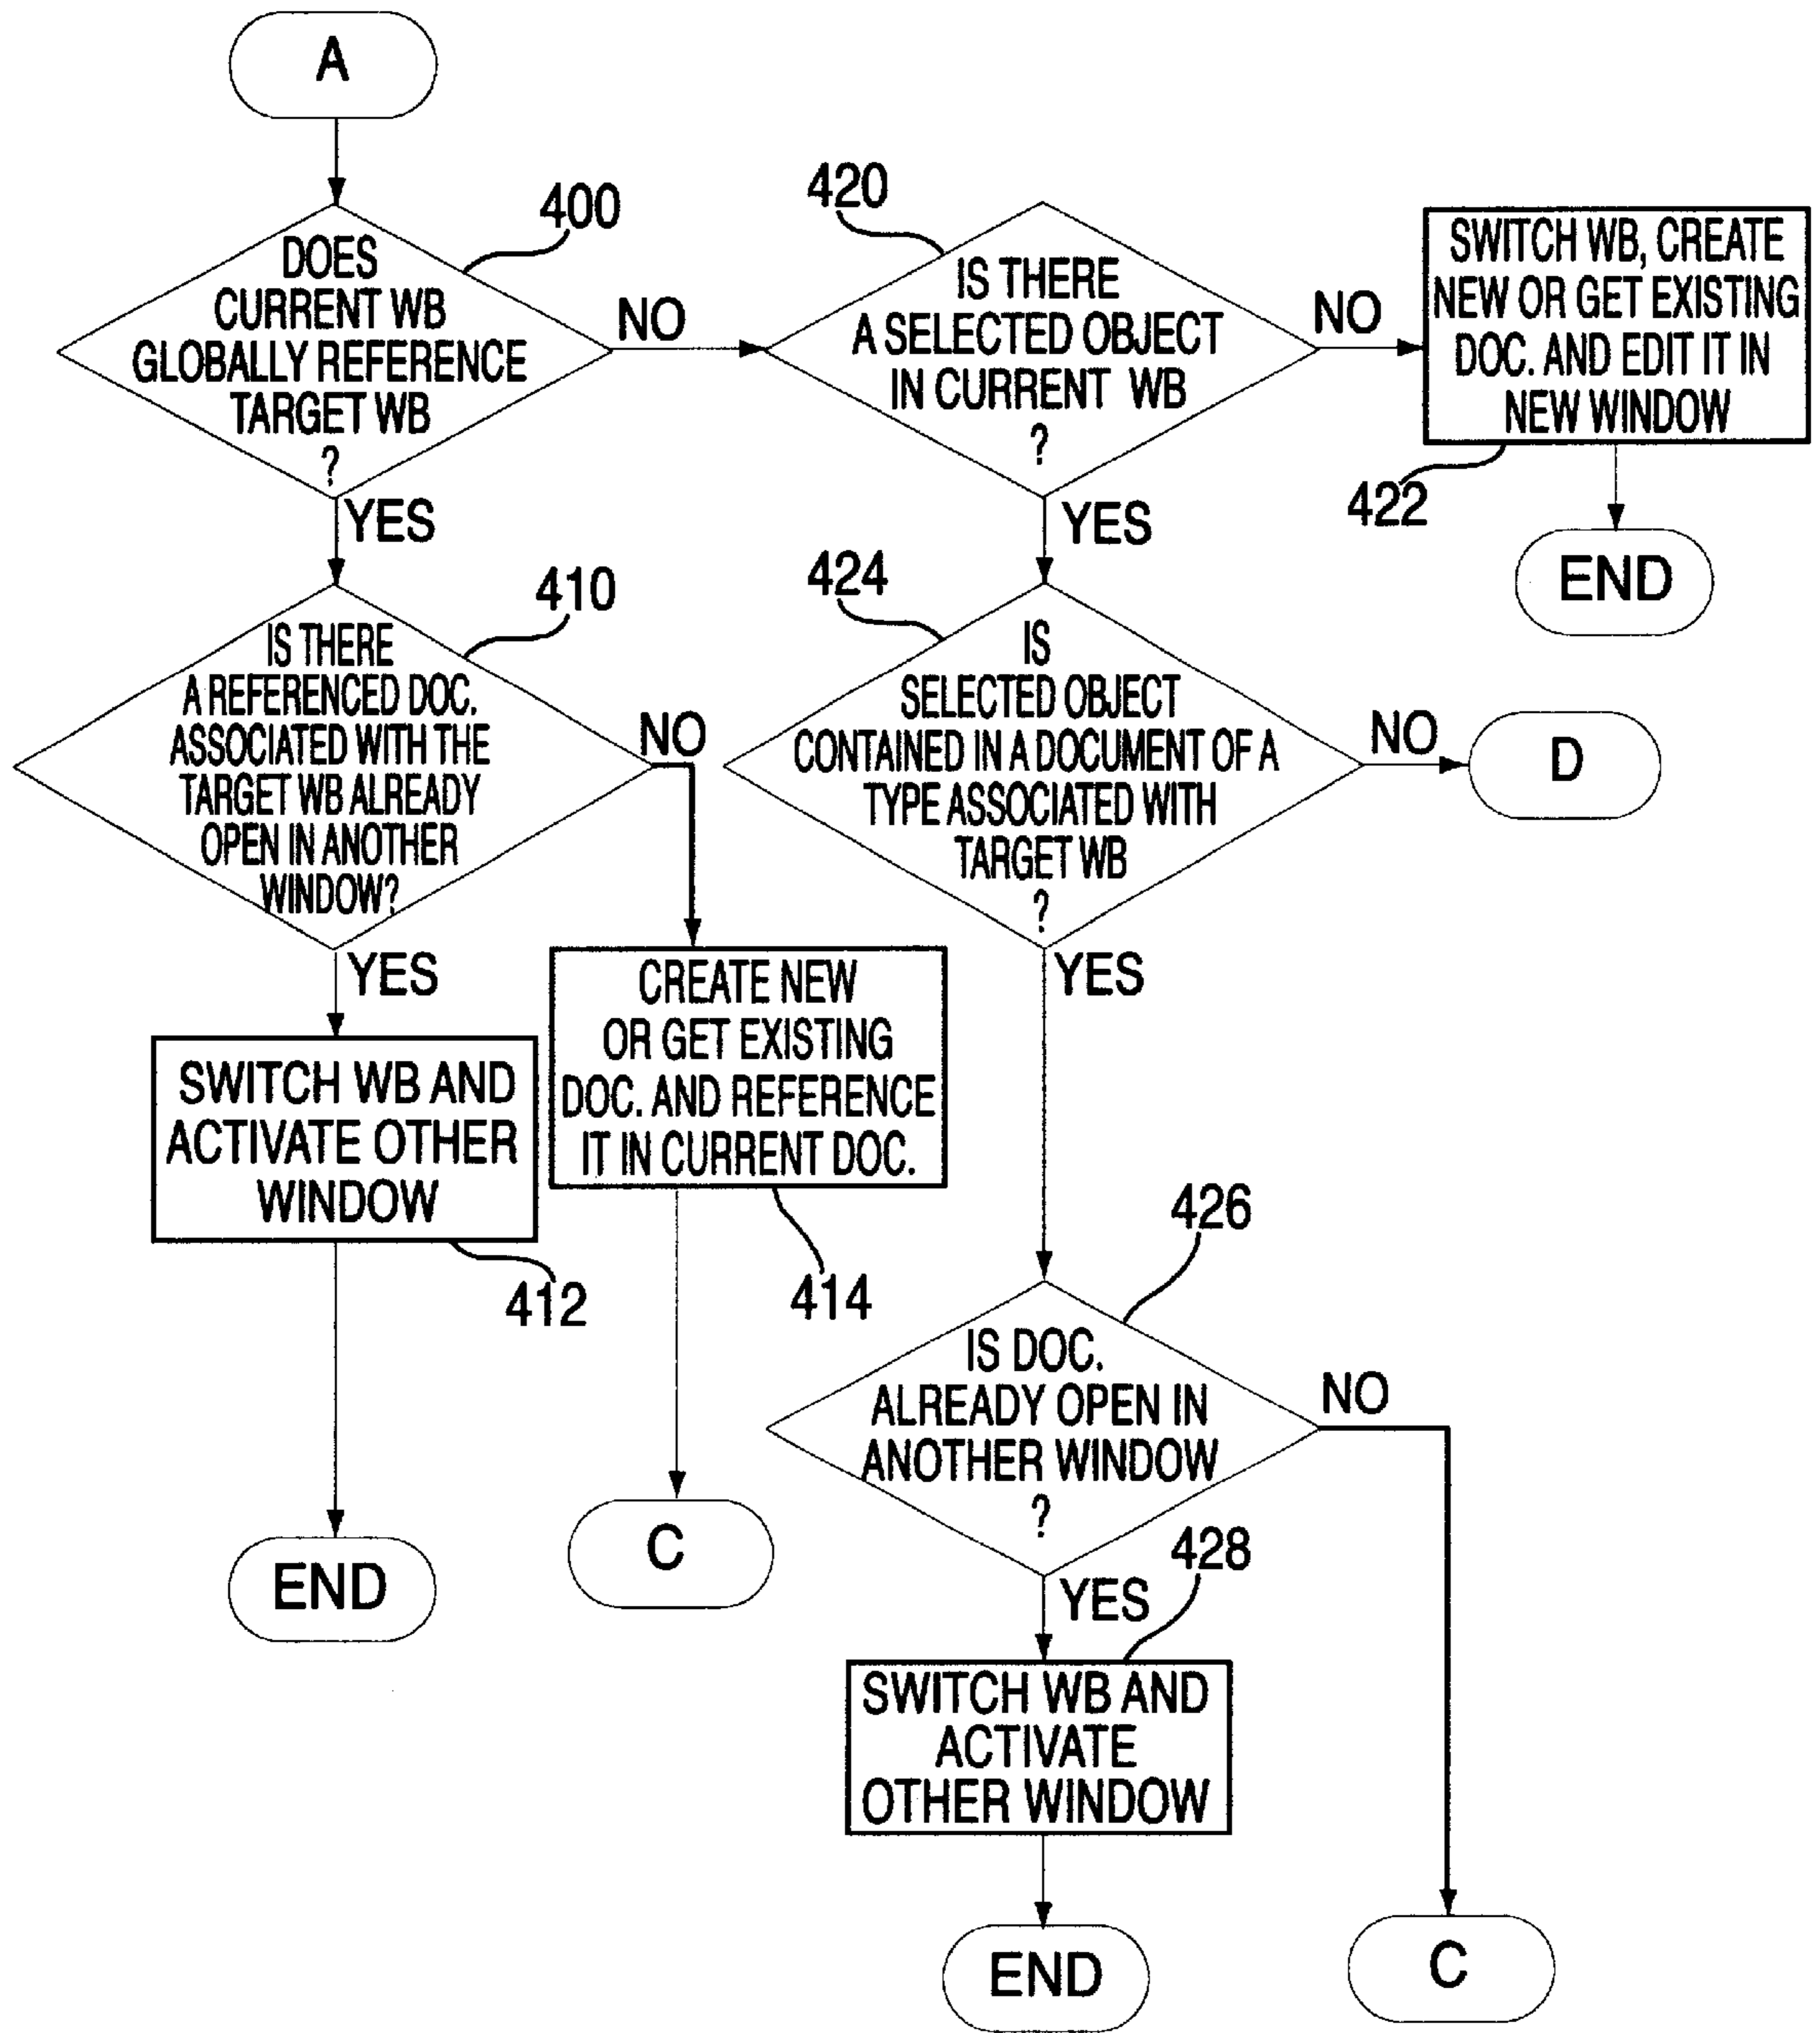 A
400
DOES
CURRENT WB
GLOBALLY REFERENCE
TARGET WB
?
NO
YES
420
IS THERE
A SELECTED OBJECT
IN CURRENT WB
?
NO
YES
SWITCH WB, CREATE
NEW OR GET EXISTING
DOC. AND EDIT IT IN
NEW WINDOW
422
END
410
IS THERE
A REFERENCED DOC.
ASSOCIATED WITH THE
TARGET WB ALREADY
OPEN IN ANOTHER
WINDOW?
NO
YES
424
IS
SELECTED OBJECT
CONTAINED IN A DOCUMENT OF A
TYPE ASSOCIATED WITH
TARGET WB
?
NO
D
YES
SWITCH WB AND
ACTIVATE OTHER
WINDOW
412
END
CREATE NEW
OR GET EXISTING
DOC. AND REFERENCE
IT IN CURRENT DOC.
414
C
426
IS DOC.
ALREADY OPEN IN
ANOTHER WINDOW
?
NO
YES
428
SWITCH WB AND
ACTIVATE
OTHER WINDOW
END
C